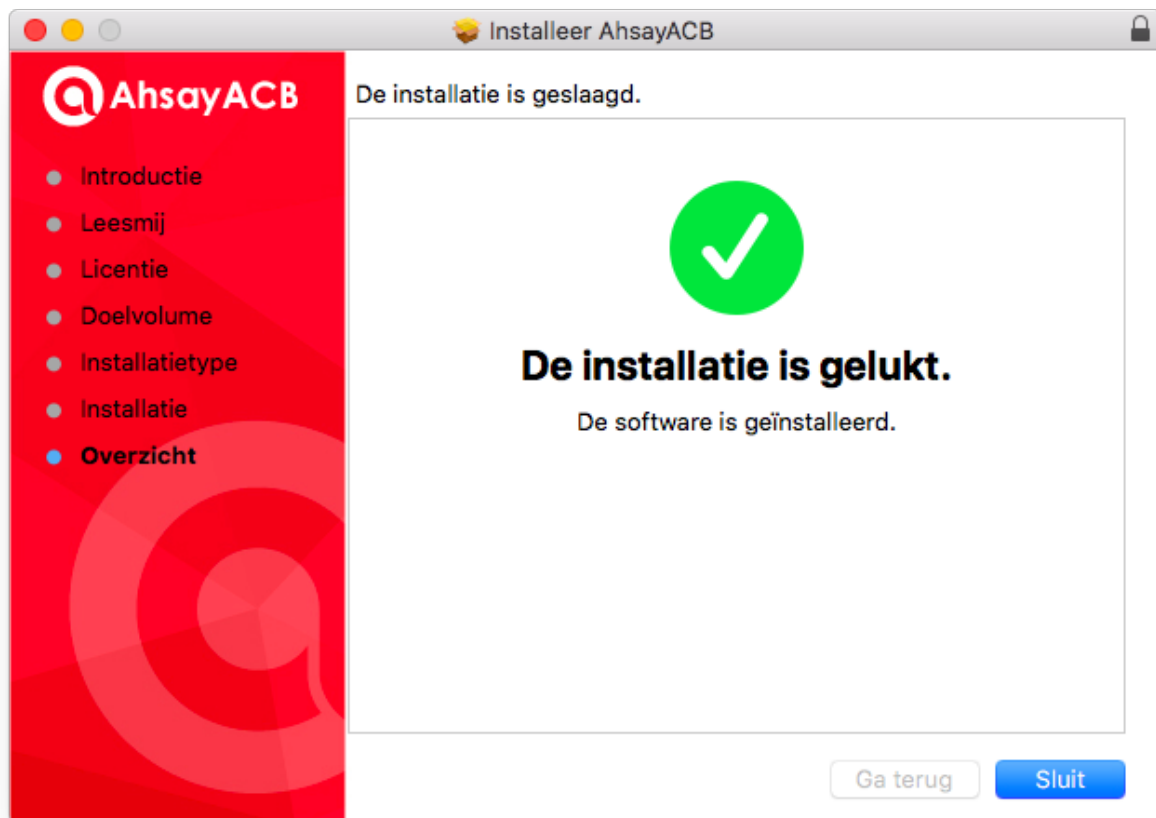 Installeer AhsayACB
AhsayACB
De installatie is geslaagd.
Introductie
Leesmij
Licentie
Doelvolume
Installatietype
Installatie
Overzicht
De installatie is gelukt.
De software is geïnstalleerd.
Ga terug
Sluit